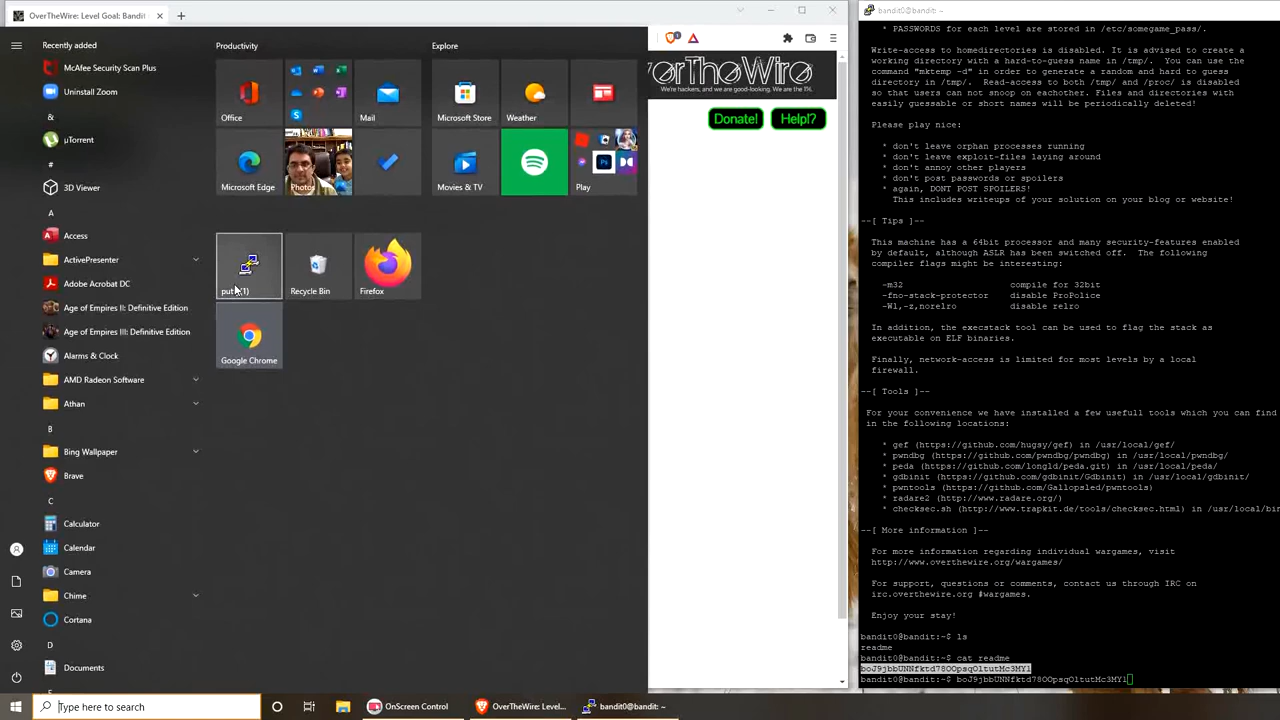 OverTheWire: Level Goal: Bandit
bandit0@bandit: ~
Recently added
McAfee Security Scan Plus
Uninstall Zoom
&
µTorrent
#
3D Viewer
A
Access
ActivePresenter
Adobe Acrobat DC
Age of Empires II: Definitive Edition
Age of Empires III: Definitive Edition
Alarms & Clock
AMD Radeon Software
Athan
B
Bing Wallpaper
Brave
C
Calculator
Calendar
Camera
Chime
Cortana
D
Documents
Productivity
Office
Mail
Microsoft Edge
Photos
Explore
Microsoft Store
Weather
Movies & TV
Play
Recycle Bin
Firefox
Google Chrome
We're hackers, and we are good-looking. We are the 1%.
Donate!
Help!?
* PASSWORDS for each level are stored in /etc/somegame_pass/.
Write-access to homedirectories is disabled. It is advised to create a
working directory with a hard-to-guess name in /tmp/. You can use the
command "mktemp -d" in order to generate a random and hard to guess
directory in /tmp/. Read-access to both /tmp/ and /proc/ is disabled
so that users can not snoop on eachother. Files and directories with
easily guessable or short names will be periodically deleted!
Please play nice:
* don't leave orphan processes running
* don't leave exploit-files laying around
* don't annoy other players
* don't post passwords or spoilers
* again, DONT POST SPOILERS!
This includes writeups of your solution on your blog or website!
--[ Tips ]--
This machine has a 64bit processor and many security-features enabled
by default, although ASLR has been switched off. The following
compiler flags might be interesting:
-m32 compile for 32bit
-fno-stack-protector disable ProPolice
-Wl,-z,norelro disable relro
In addition, the execstack tool can be used to flag the stack as
executable on ELF binaries.
Finally, network-access is limited for most levels by a local
firewall.
--[ Tools ]--
For your convenience we have installed a few usefull tools which you can find
in the following locations:
* gef (https://github.com/hugsy/gef) in /usr/local/gef/
* pwndbg (https://github.com/pwndbg/pwndbg) in /usr/local/pwndbg/
* peda (https://github.com/longld/peda.git) in /usr/local/peda/
* gdbinit (https://github.com/gdbinit/Gdbinit) in /usr/local/gdbinit/
* pwntools (https://github.com/Gallopsled/pwntools)
* radare2 (http://www.radare.org/)
* checksec.sh (http://www.trapkit.de/tools/checksec.html) in /usr/local/bin
--[ More information ]--
For more information regarding individual wargames, visit
http://www.overthewire.org/wargames/
For support, questions or comments, contact us through IRC on
irc.overthewire.org #wargames.
Enjoy your stay!
bandit0@bandit:~$ ls
readme
bandit0@bandit:~$ cat readme
boJ9jbbUNNfktd78OOpsqOltutMc3MY1
bandit0@bandit:~$ boJ9jbbUNNfktd78OOpsqOltutMc3MY1
Type here to search
OnScreen Control
OverTheWire: Level...
bandit0@bandit: ~